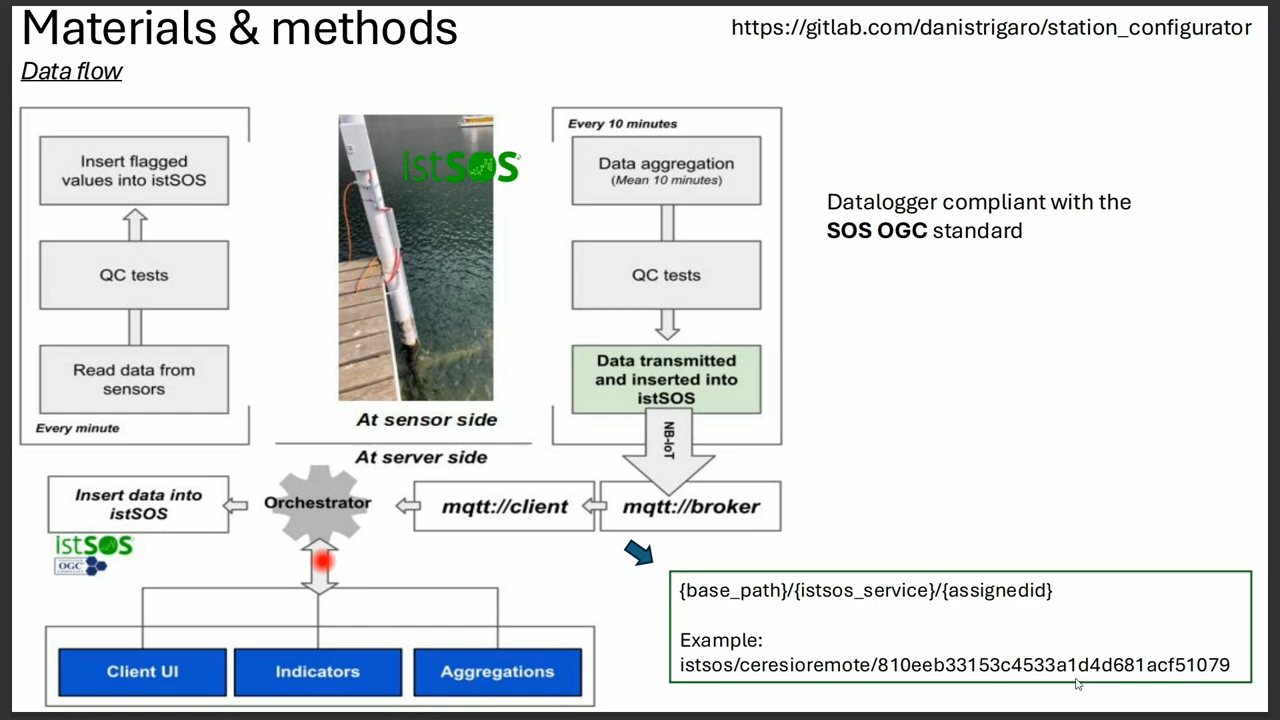 Materials & methods
https://gitlab.com/danistrigaro/station_configurator
Data flow
Insert flagged
values into istSOS
QC tests
Read data from
sensors
Every minute
istSOS
At sensor side
At server side
Every 10 minutes
Data aggregation
(Mean 10 minutes)
QC tests
Data transmitted
and inserted into
istSOS
NB-IoT
Datalogger compliant with the
SOS OGC standard
mqtt://broker
mqtt://client
Orchestrator
Insert data into
istSOS
istSOS
OGC
Client UI
Indicators
Aggregations
{base_path}/{istsos_service}/{assignedid}
Example:
istsos/ceresioremote/810eeb33153c4533a1d4d681acf51079